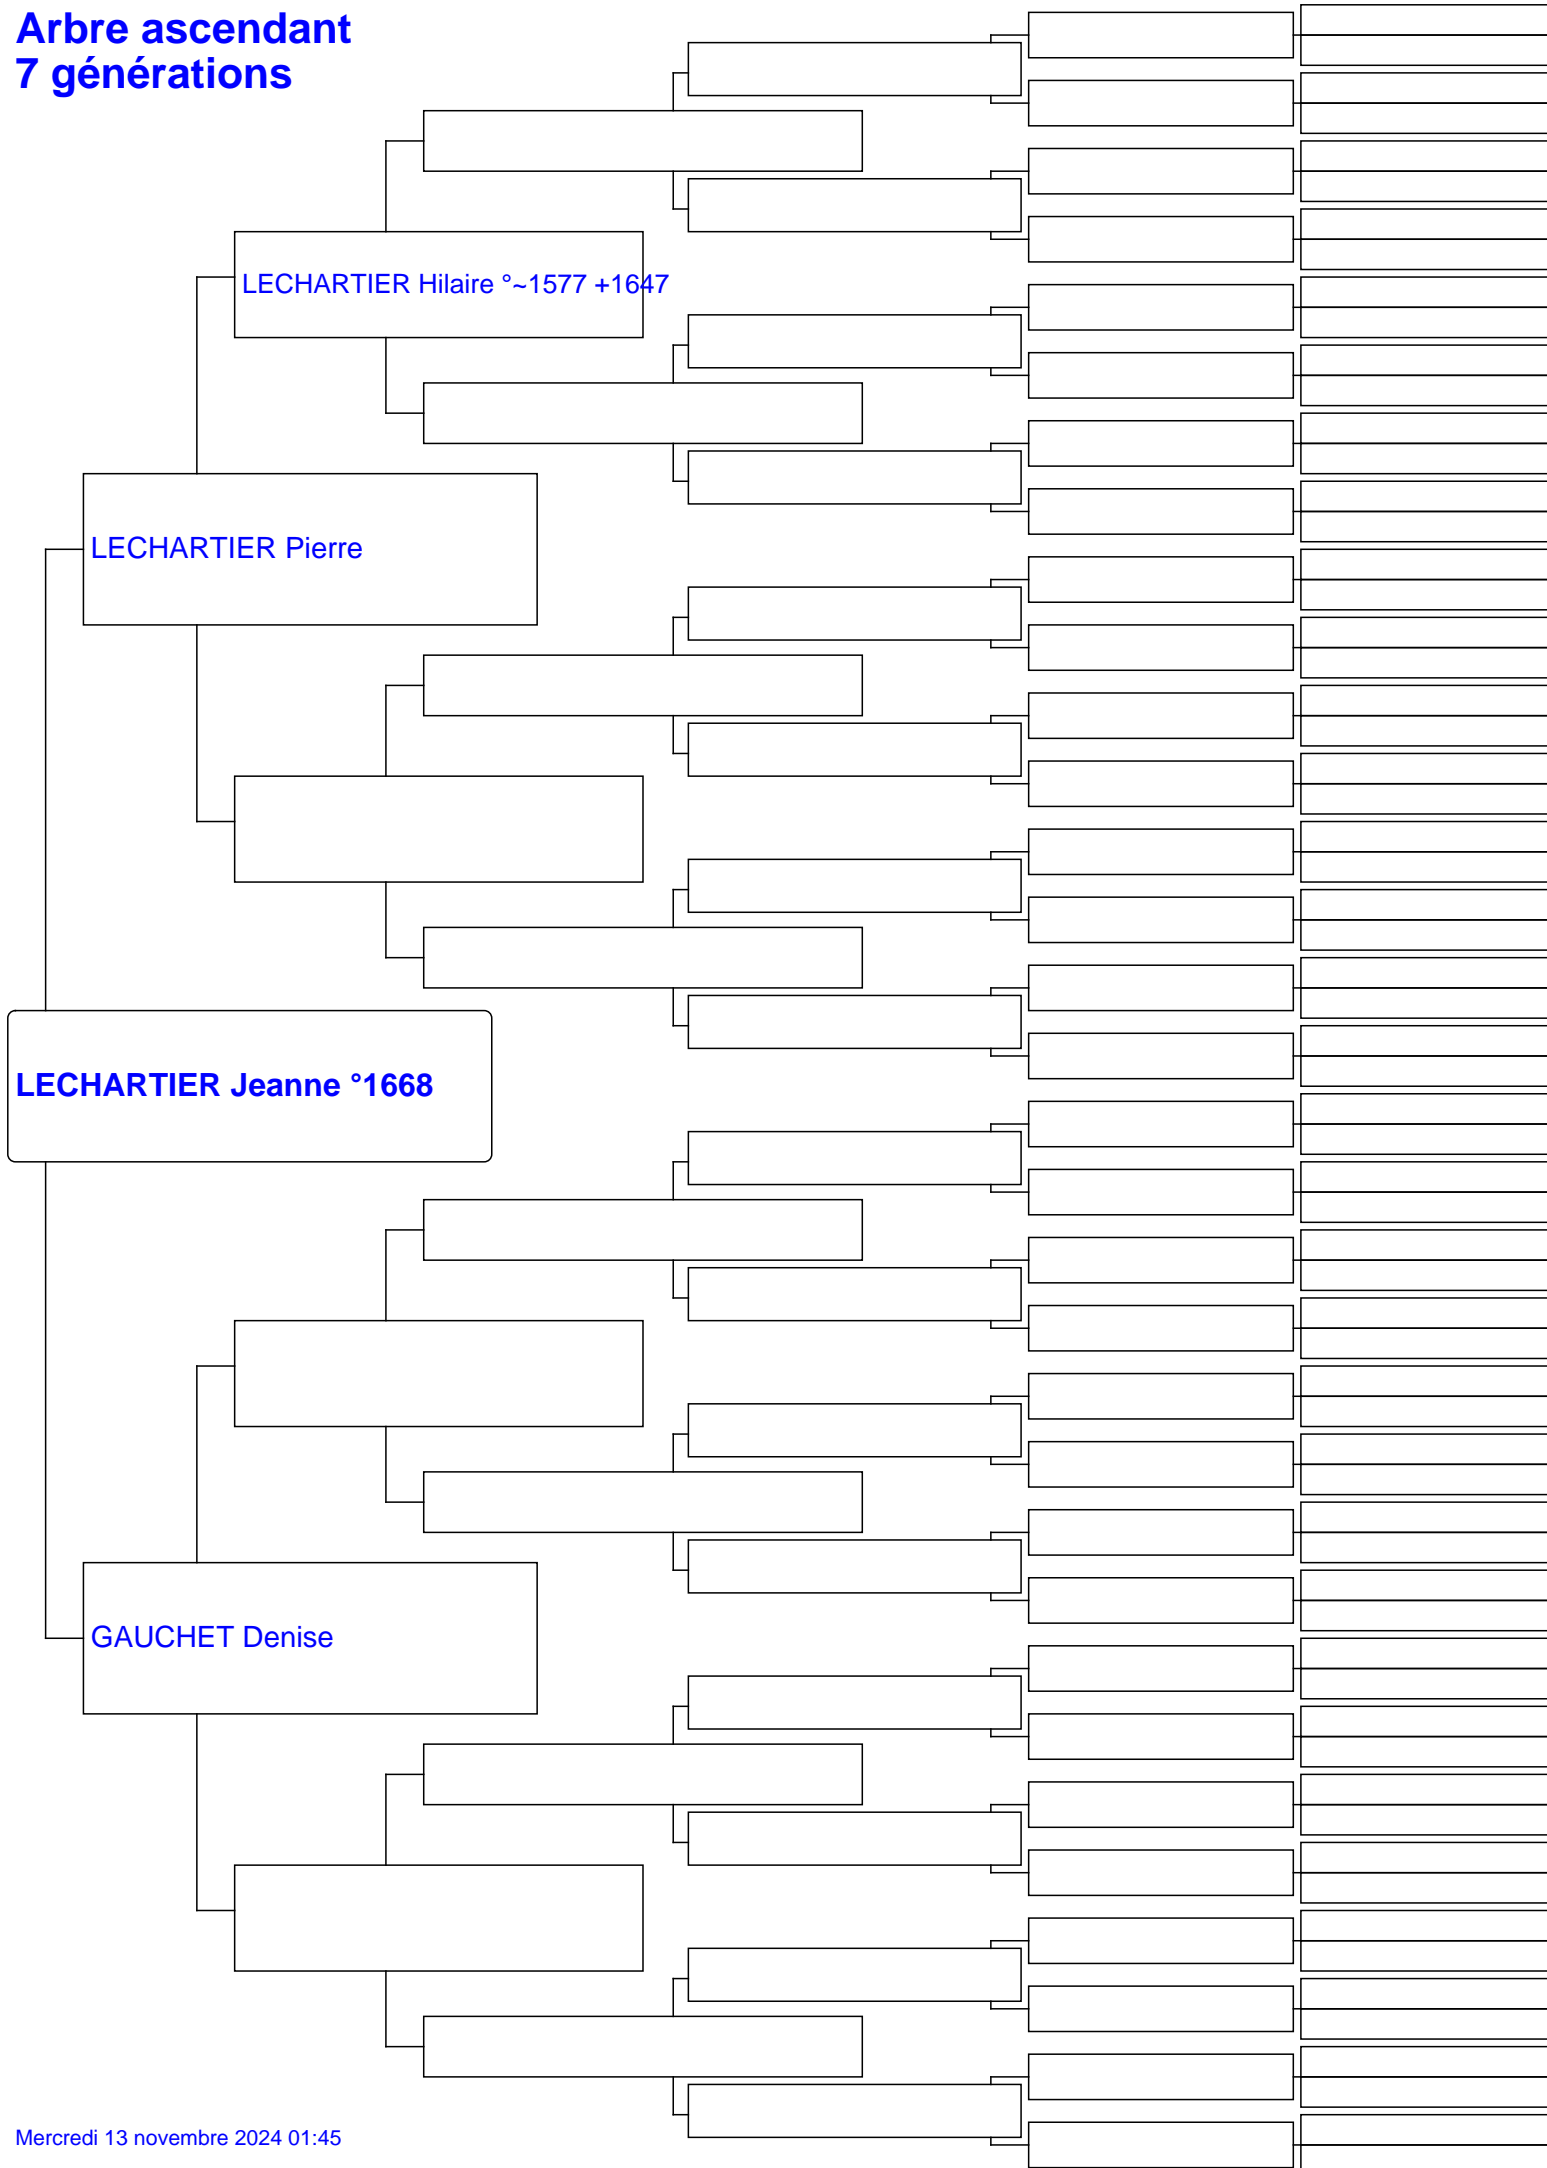 Arbre ascendant
7 générations
LECHARTIER Hilaire °~1577 +1647
LECHARTIER Pierre
LECHARTIER Jeanne °1668
GAUCHET Denise
Mercredi 13 novembre 2024 01:45